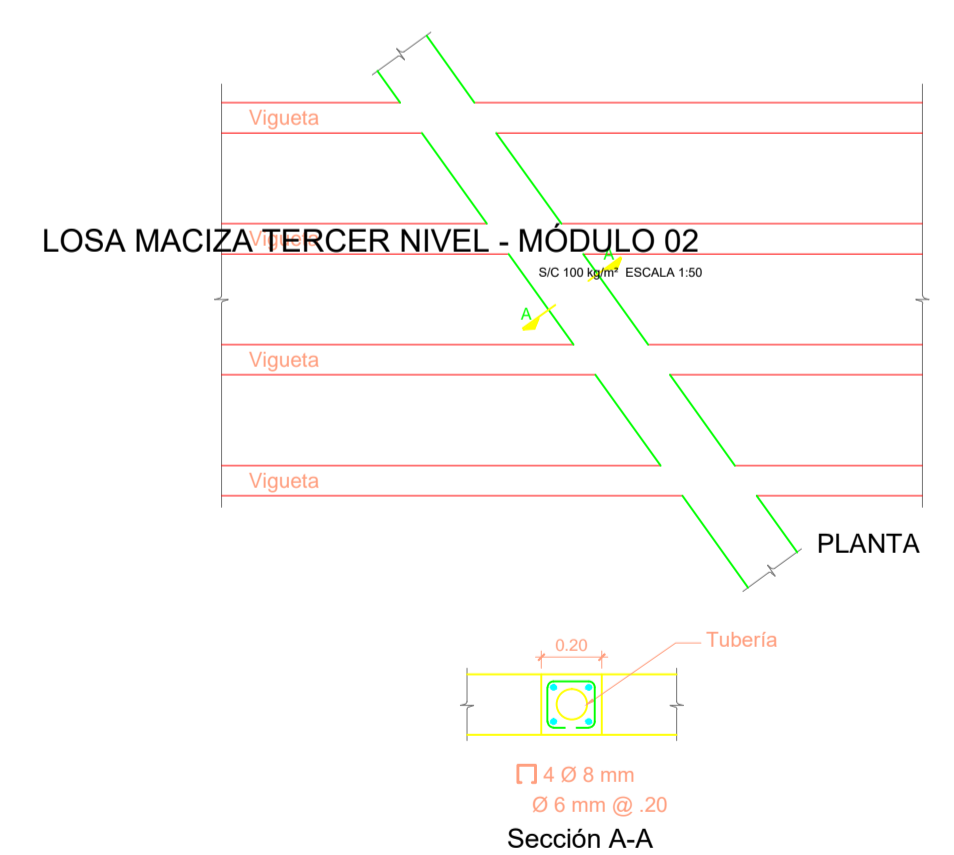 Vigueta
Vigueta
LOSA MACIZA TERCER NIVEL - MÓDULO 02
A
S/C 100 kg/m² ESCALA 1:50
A
Vigueta
Vigueta
PLANTA
0.20
Tubería
4 Ø 8 mm
Ø 6 mm @ .20
Sección A-A